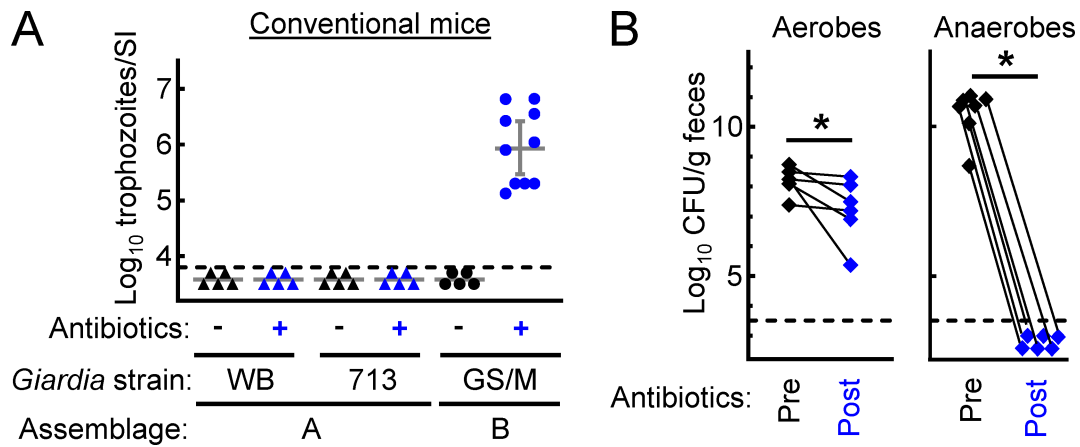 A
Conventional mice
Log10 trophozoites/SI
7
6
5
4
Antibiotics: - + - + - +
Giardia strain: WB 713 GS/M
Assemblage: A B
B
Aerobes Anaerobes
Log10 CFU/g feces
10
5
* *
Antibiotics: Pre Post Pre Post